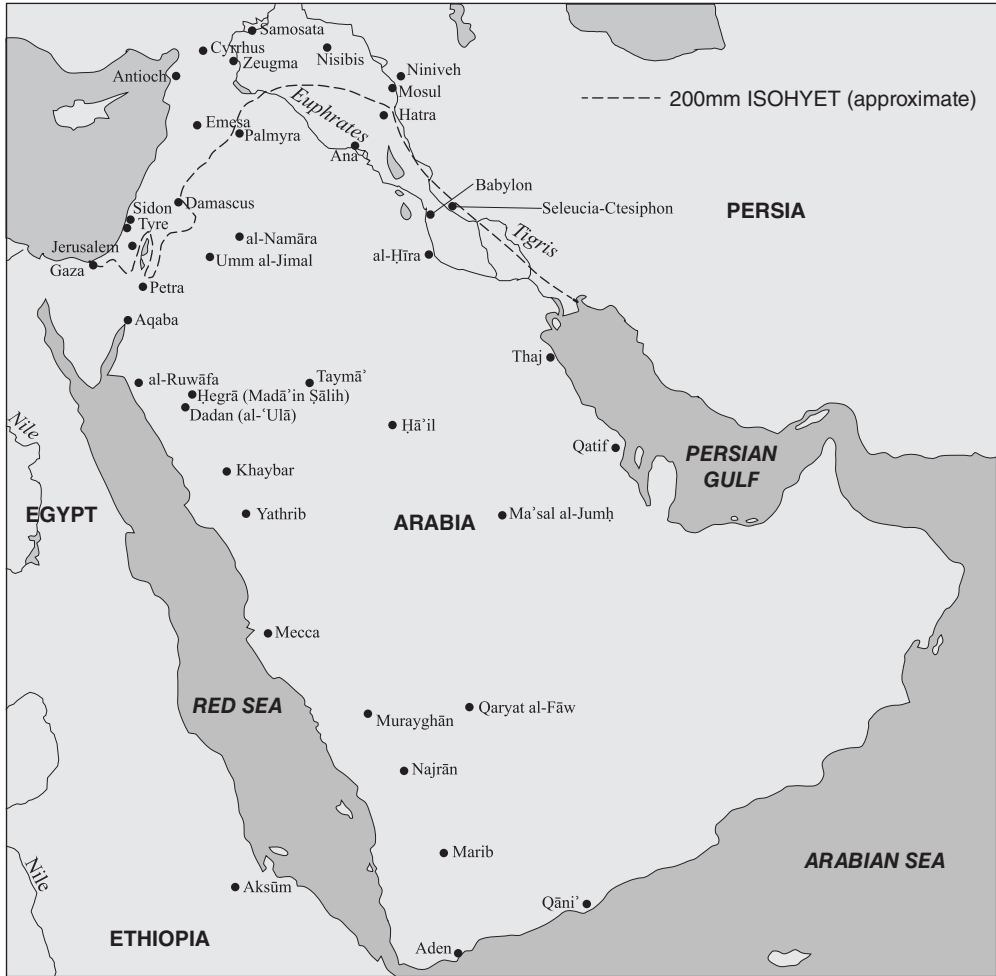 Samosata
Cyrrhus
Nisibis
Zeugma
Antioch
Niniveh
Mosul
200mm ISOHYET (approximate)
Euphrates
Hatra
Emesa
Palmyra
Ana
Babylon
Damascus
Seleucia-Ctesiphon
PERSIA
Sidon
Tyre
al-Namāra
Tigris
Jerusalem
Umm al-Jimal
al-Ḥīra
Gaza
Petra
Aqaba
Thaj
al-Ruwāfa
Taymāʾ
Ḥegrā (Madāʾin Ṣāliḥ)
Dadan (al-ʿUlā)
Nile
Ḥāʾil
Qatif
PERSIAN
GULF
Khaybar
EGYPT
Yathrib
ARABIA
Maʾsal al-Jumḥ
Mecca
RED SEA
Murayghān
Qaryat al-Fāw
Najrān
Marib
ARABIAN SEA
Nile
Aksūm
Qāniʾ
ETHIOPIA
Aden